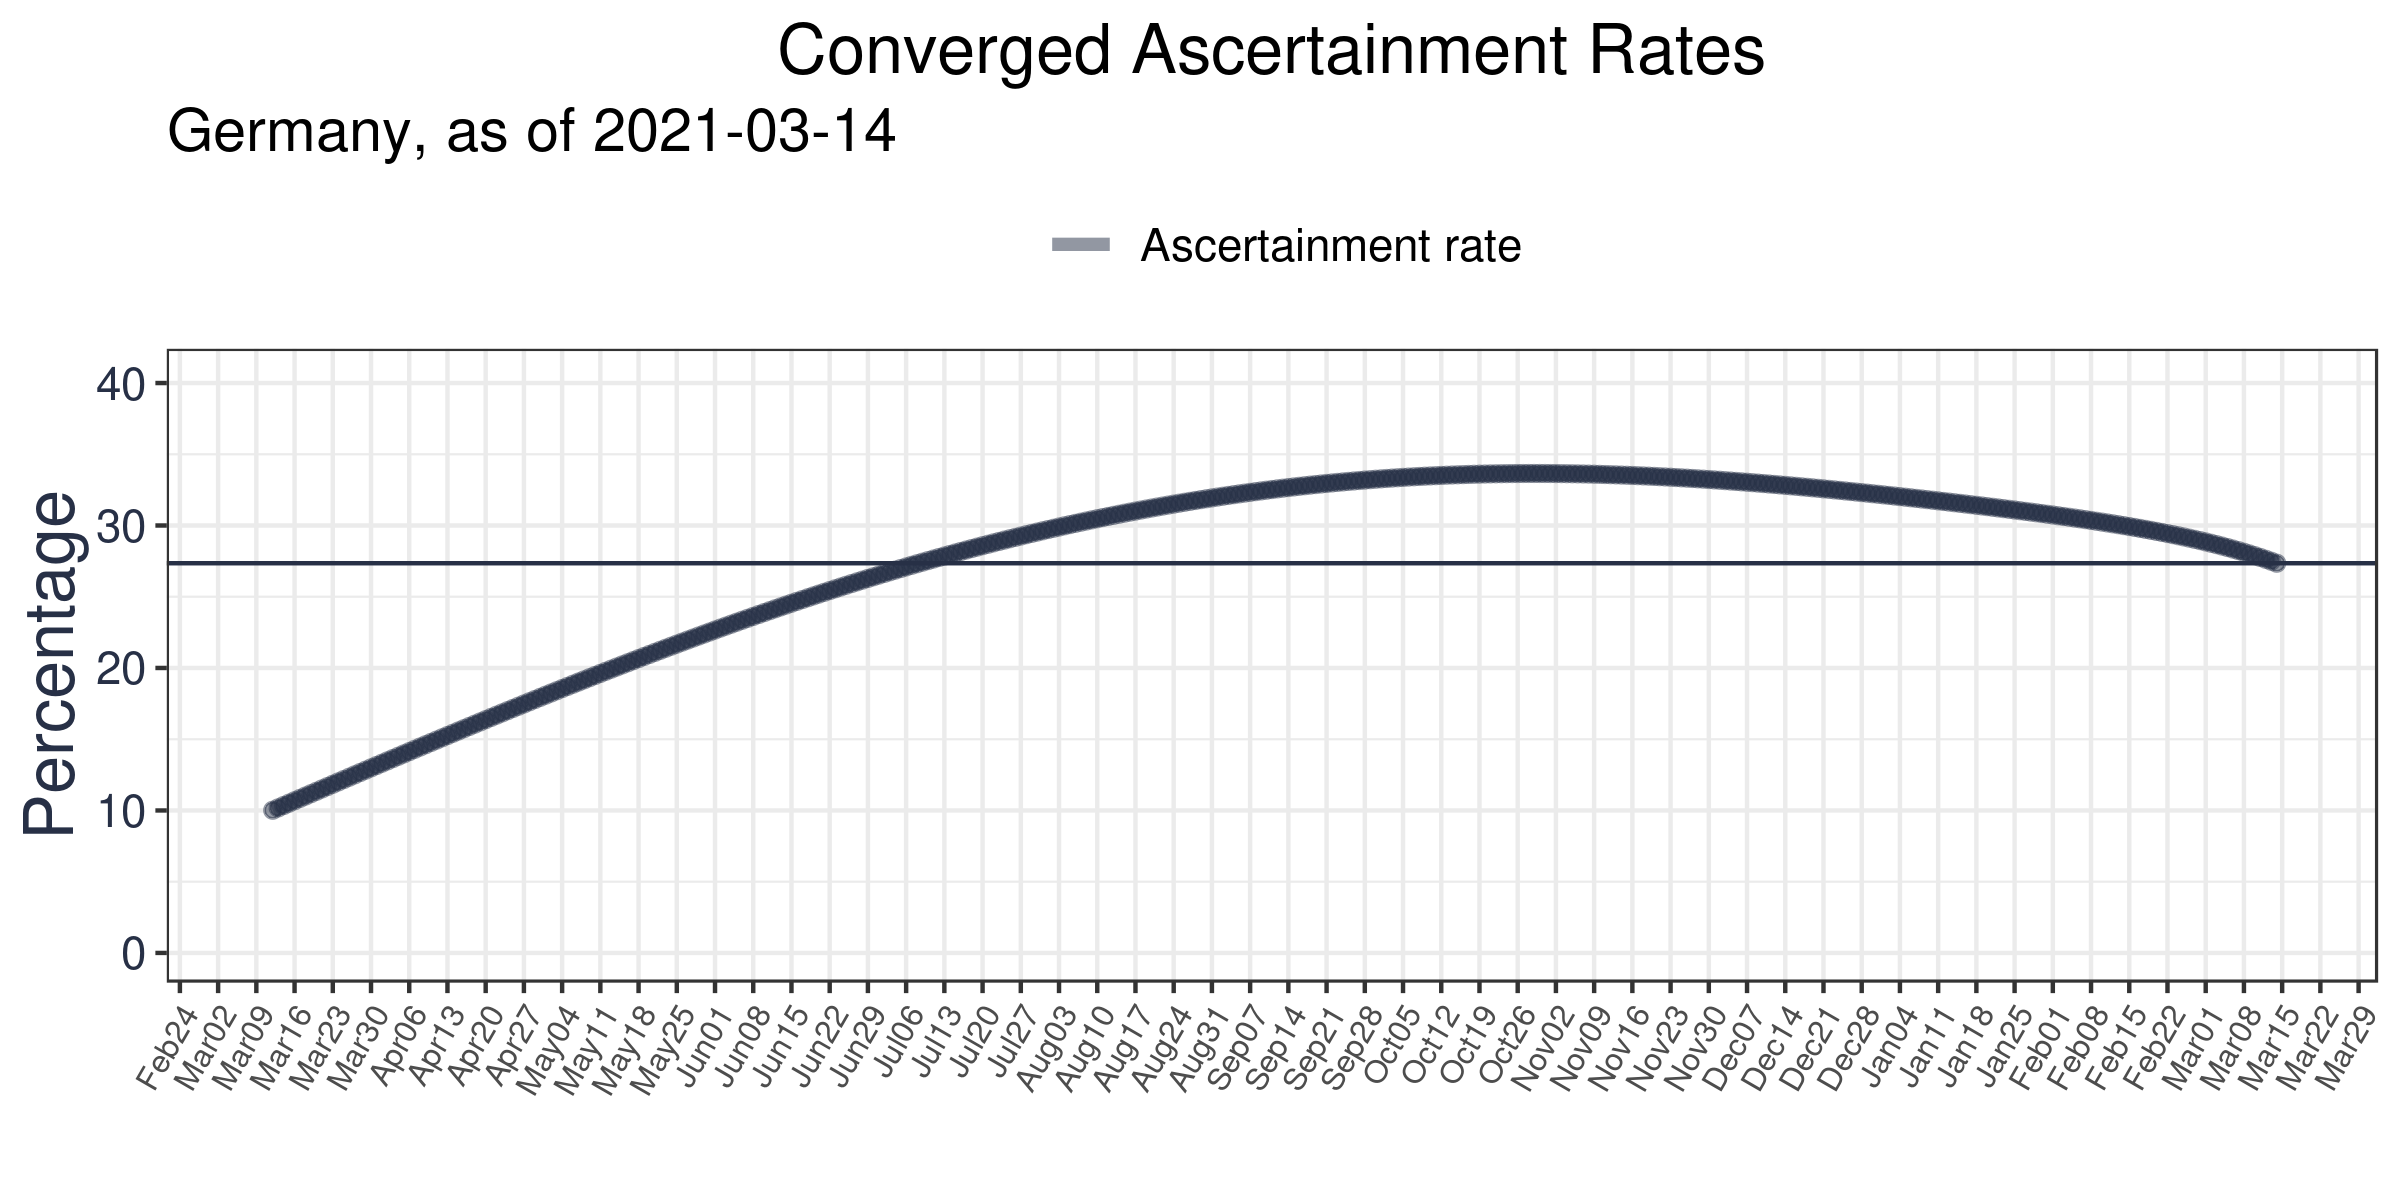 Converged Ascertainment Rates
Germany, as of 2021-03-14
Ascertainment rate
Percentage
40
30
20
10
0
Feb24 Mar02 Mar09 Mar16 Mar23 Mar30 Apr06 Apr13 Apr20 Apr27 May04 May11 May18 May25 Jun01 Jun08 Jun15 Jun22 Jun29 Jul06 Jul13 Jul20 Jul27 Aug03 Aug10 Aug17 Aug24 Aug31 Sep07 Sep14 Sep21 Sep28 Oct05 Oct12 Oct19 Oct26 Nov02 Nov09 Nov16 Nov23 Nov30 Dec07 Dec14 Dec21 Dec28 Jan04 Jan11 Jan18 Jan25 Feb01 Feb08 Feb15 Feb22 Mar01 Mar08 Mar15 Mar22 Mar29